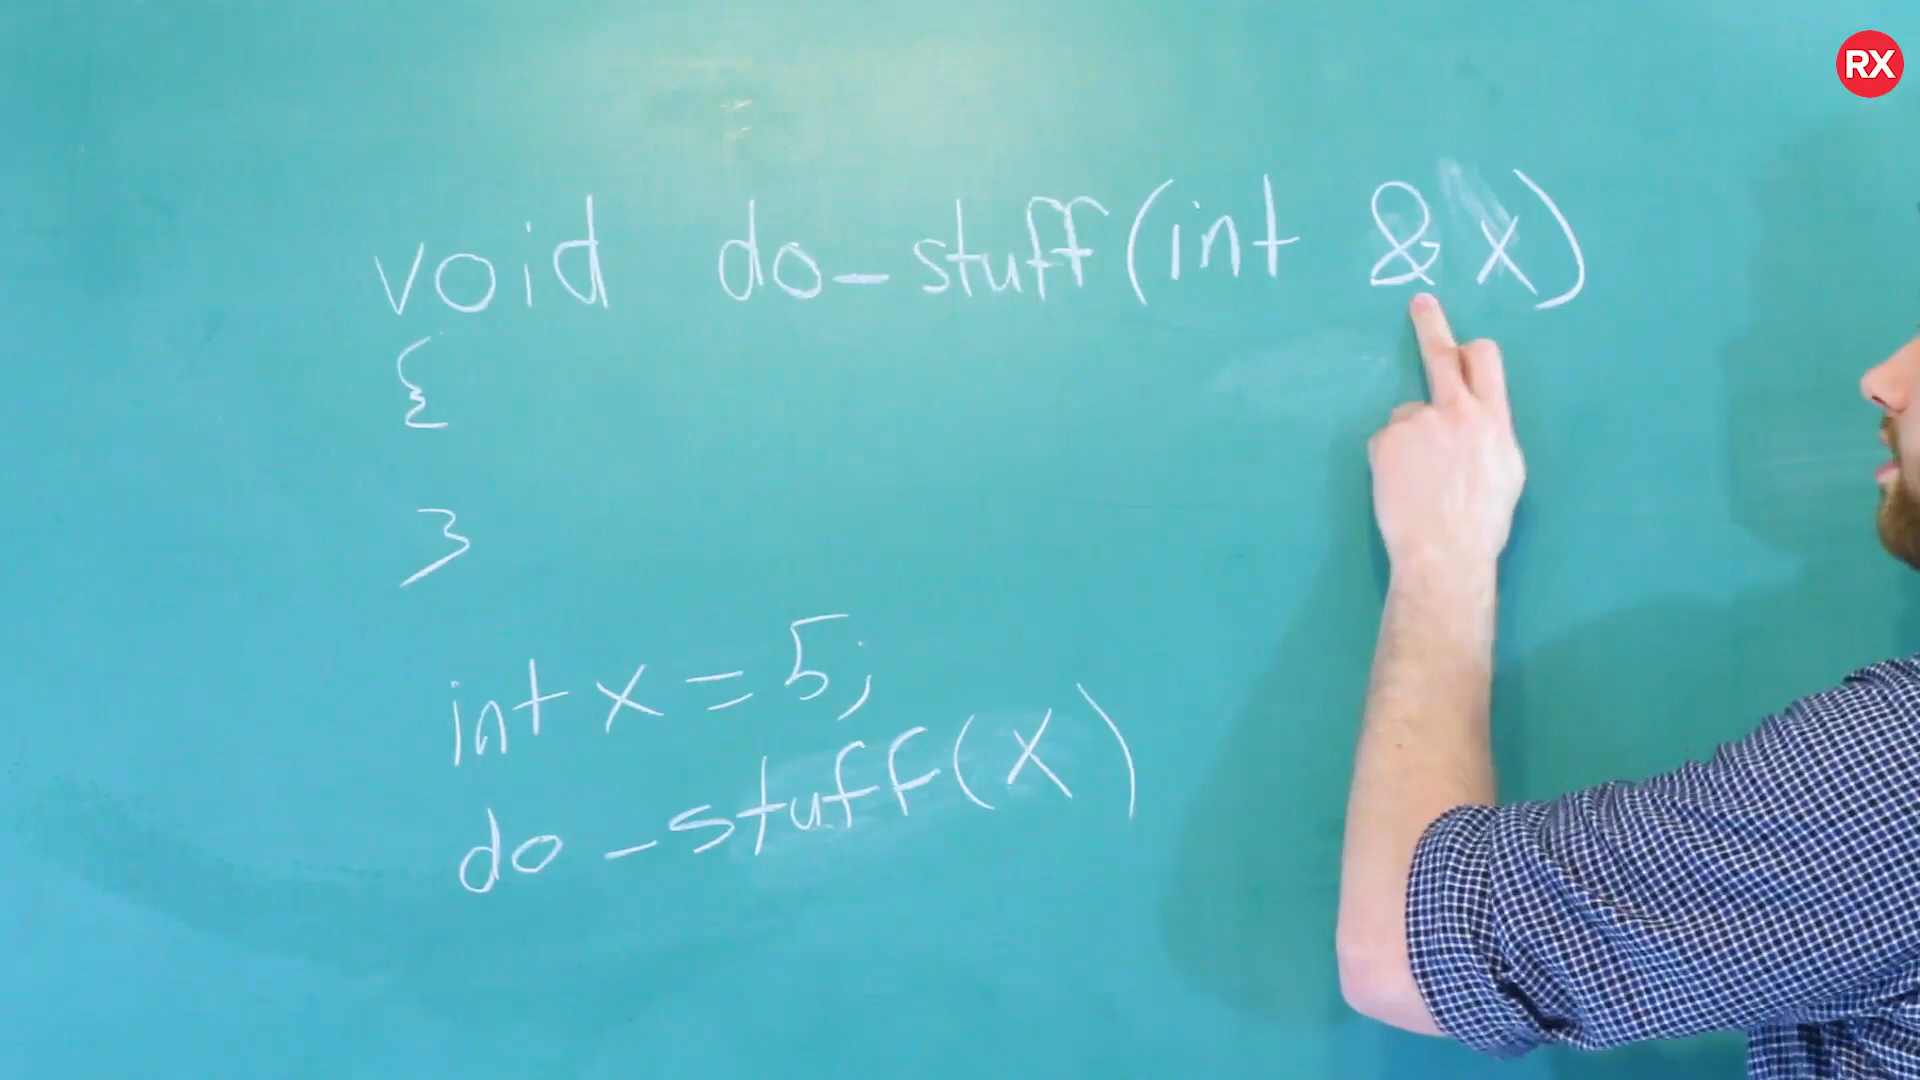 RX
void do_stuff(int &x)
{
}
int x = 5;
do_stuff(x)